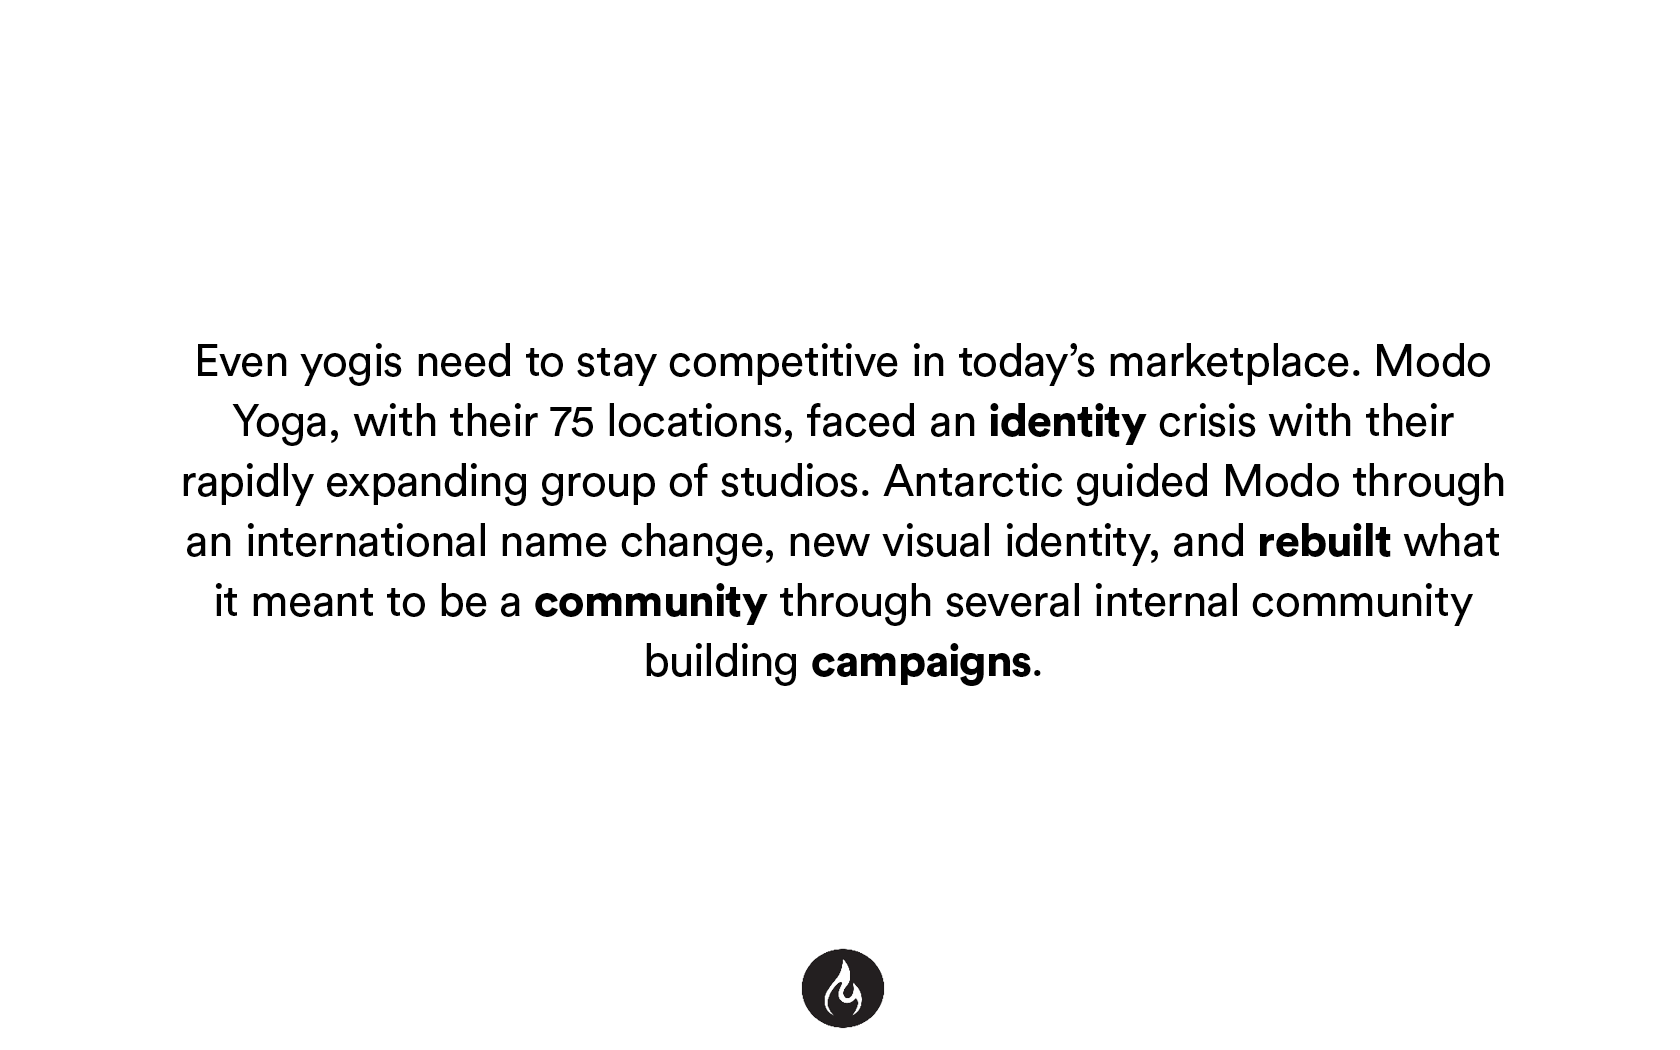 Even yogis need to stay competitive in today’s marketplace. Modo
Yoga, with their 75 locations, faced an identity crisis with their
rapidly expanding group of studios. Antarctic guided Modo through
an international name change, new visual identity, and rebuilt what
it meant to be a community through several internal community
building campaigns.